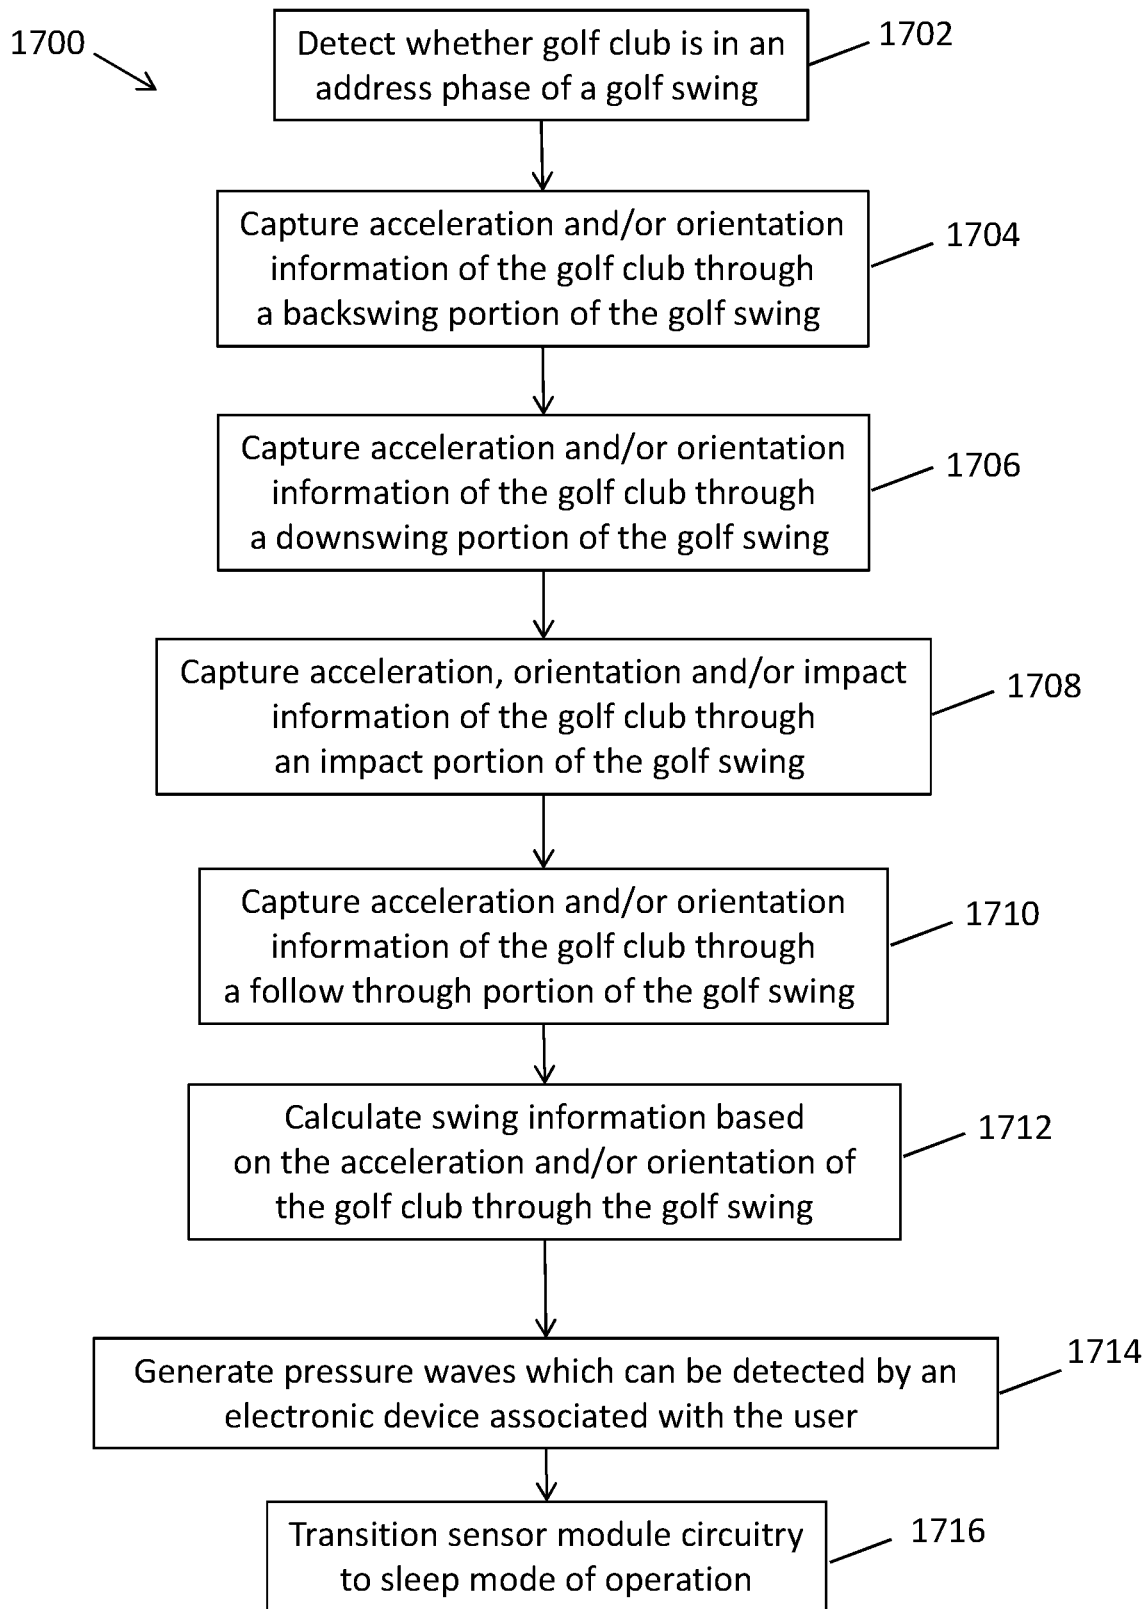 1700
Detect whether golf club is in an
address phase of a golf swing
1702
Capture acceleration and/or orientation
information of the golf club through
a backswing portion of the golf swing
1704
Capture acceleration and/or orientation
information of the golf club through
a downswing portion of the golf swing
1706
Capture acceleration, orientation and/or impact
information of the golf club through
an impact portion of the golf swing
1708
Capture acceleration and/or orientation
information of the golf club through
a follow through portion of the golf swing
1710
Calculate swing information based
on the acceleration and/or orientation of
the golf club through the golf swing
1712
Generate pressure waves which can be detected by an
electronic device associated with the user
1714
Transition sensor module circuitry
to sleep mode of operation
1716